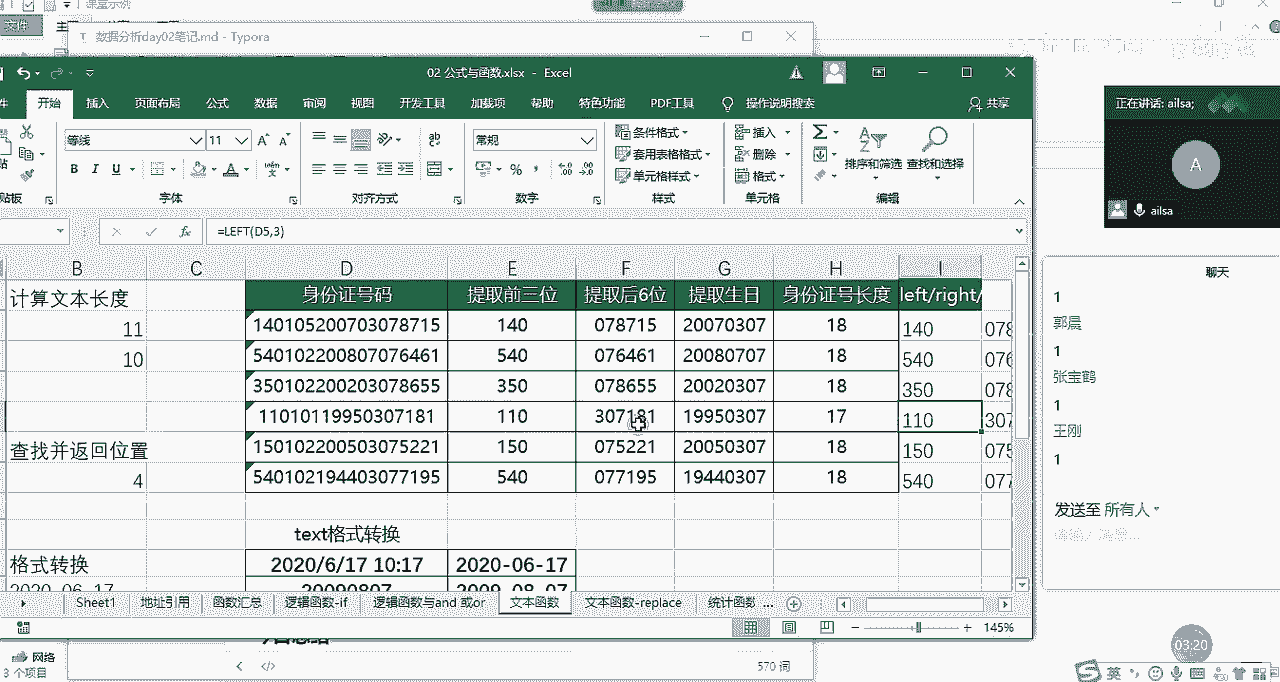 课堂示例
文件
数据分析day02笔记.md - Typora
02 公式与函数.xlsx - Excel
开始 插入 页面布局 公式 数据 审阅 视图 开发工具 加载项 帮助 特色功能 PDF工具 操作说明搜索 共享
等线 11 常规
条件格式 插入
套用表格格式 删除
单元格样式 格式
排序和筛选 查找和选择
贴板 字体 对齐方式 数字 样式 单元格 编辑
=LEFT(D5,3)
B C D E F G H I
计算文本长度 身份证号码 提取前三位 提取后6位 提取生日 身份证号长度 left/right/
11 140105200703078715 140 078715 20070307 18 140 078
10 540102200807076461 540 076461 20080707 18 540 076
350102200203078655 350 078655 20020307 18 350 078
11010119950307181 110 307181 19950307 17 110 307
查找并返回位置 150102200503075221 150 075221 20050307 18 150 075
4 540102194403077195 540 077195 19440307 18 540 077
text格式转换
格式转换 2020/6/17 10:17 2020-06-17
2020-06-17 20090807 2009-08-07
Sheet1 地址引用 函数汇总 逻辑函数-if 逻辑函数与and 或or 文本函数 文本函数-replace 统计函数 ...
145%
570 词
网络
3 个项目
正在讲话: ailsa;
A
ailsa
聊天
1
郭晨
1
张宝鹤
1
王刚
1
发送至 所有人
03:20
英